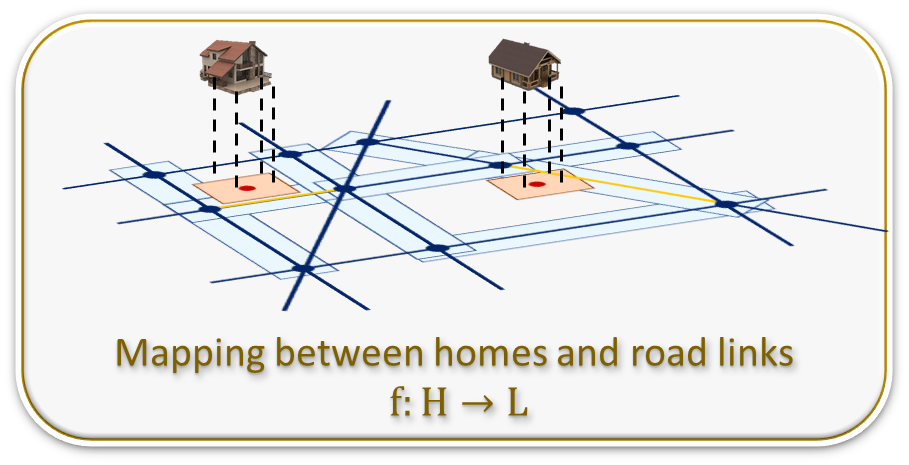 Mapping between homes and road links
f: H → L